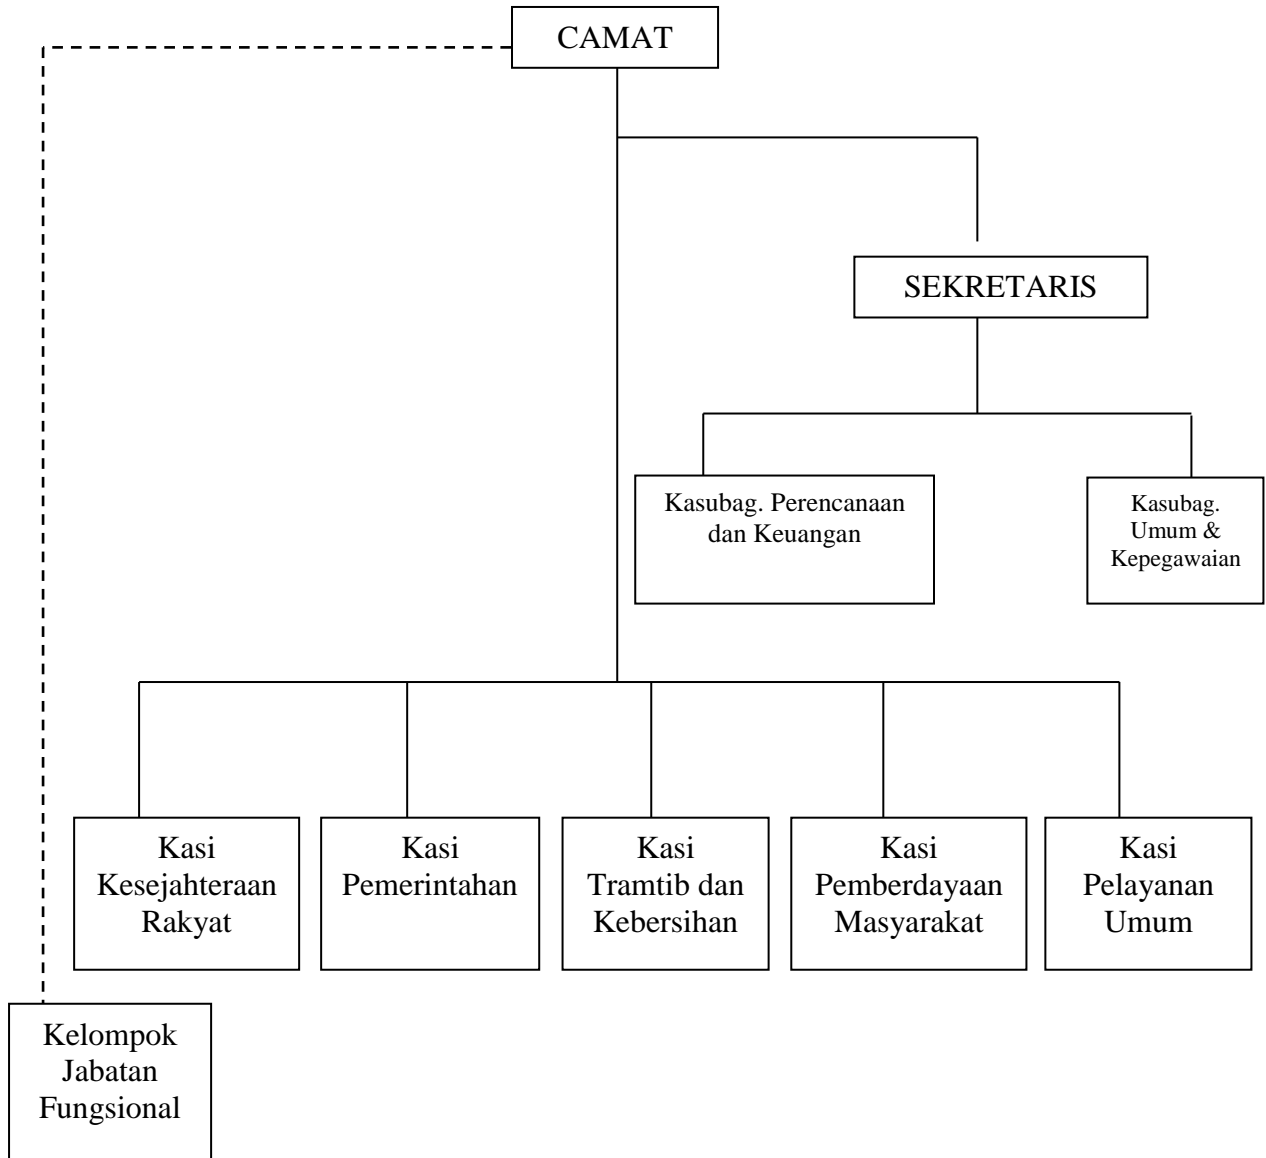 CAMAT
SEKRETARIS
Kasubag. Perencanaan
dan Keuangan
Kasubag.
Umum &
Kepegawaian
Kasi
Kesejahteraan
Rakyat
Kasi
Pemerintahan
Kasi
Tramtib dan
Kebersihan
Kasi
Pemberdayaan
Masyarakat
Kasi
Pelayanan
Umum
Kelompok
Jabatan
Fungsional